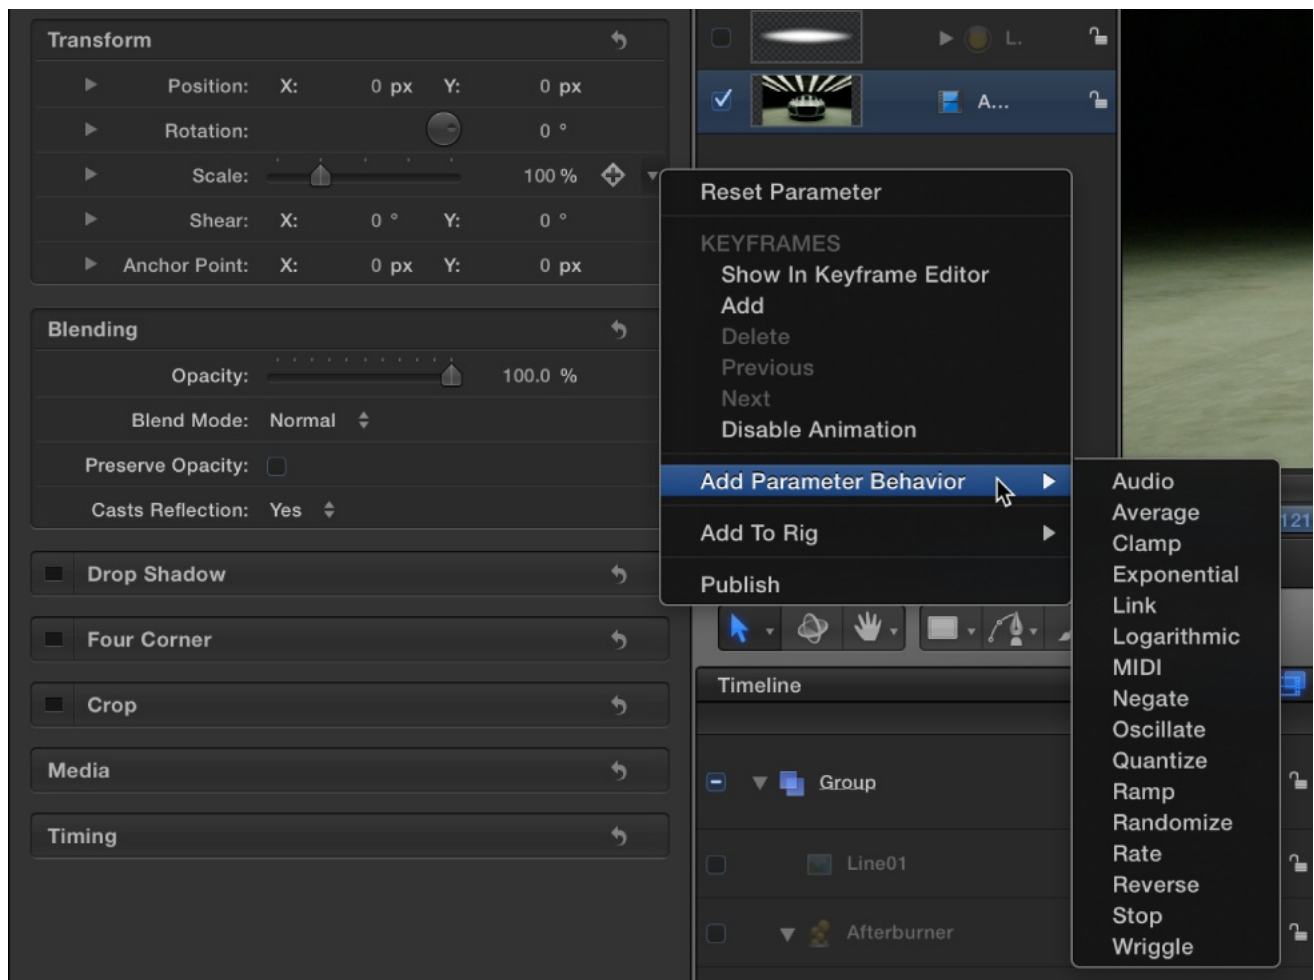 Transform
Position: X: 0 px Y: 0 px
Rotation: 0 °
Scale: 100 %
Shear: X: 0 ° Y: 0 °
Anchor Point: X: 0 px Y: 0 px
Blending
Opacity: 100.0 %
Blend Mode: Normal
Preserve Opacity:
Casts Reflection: Yes
Drop Shadow
Four Corner
Crop
Media
Timing
L.
A...
Reset Parameter
KEYFRAMES
Show In Keyframe Editor
Add
Delete
Previous
Next
Disable Animation
Add Parameter Behavior
Add To Rig
Publish
Audio
Average
Clamp
Exponential
Link
Logarithmic
MIDI
Negate
Oscillate
Quantize
Ramp
Randomize
Rate
Reverse
Stop
Wriggle
121
Timeline
Group
Line01
Afterburner